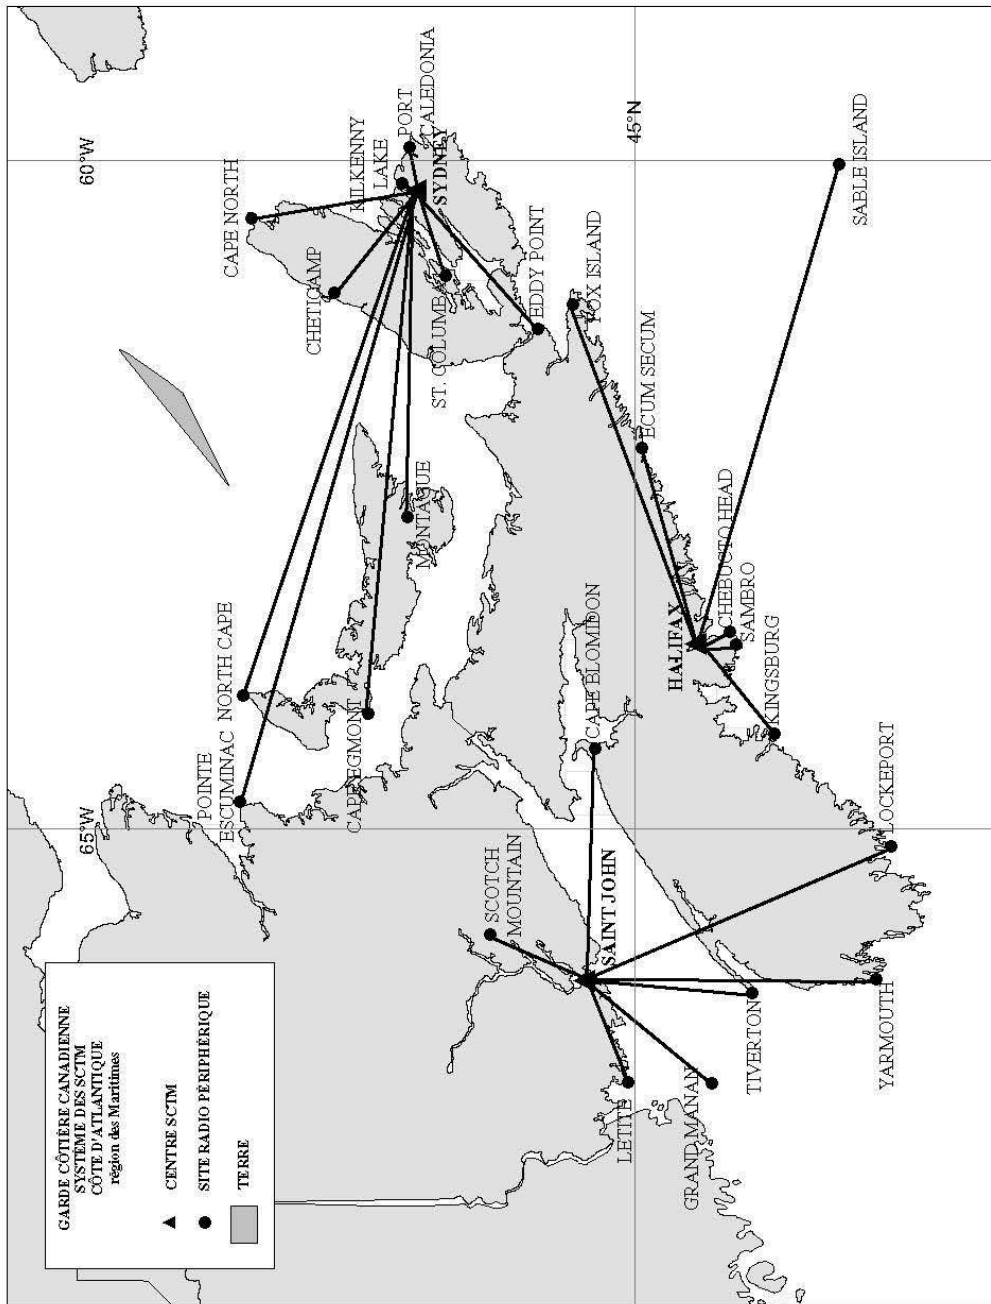 GARDE CÔTIÈRE CANADIENNE
SYSTÈME DES SCTM
CÔTE D'ATLANTIQUE
région des Maritimes
CENTRE SCTM
SITE RADIO PÉRIPHÉRIQUE
TERRE
65°W
60°W
45°N
POINTE
ESCUMINAC
NORTH CAPE
CAPE NORTH
CHETICAMP
KILKENNY
LAKE
PORT
CALEDONIA
SYDNEY
CAPE EGMONT
MONTAGUE
ST. COLUMB
EDDY POINT
FOX ISLAND
SCOTCH
MOUNTAIN
SAINT JOHN
CAPE BLOMIDON
ECUM SECUM
LETITE
HALIFAX
CHEBUCTO HEAD
SAMBRO
KINGSBURG
GRAND MANAN
TIVERTON
YARMOUTH
LOCKEPORT
SABLE ISLAND